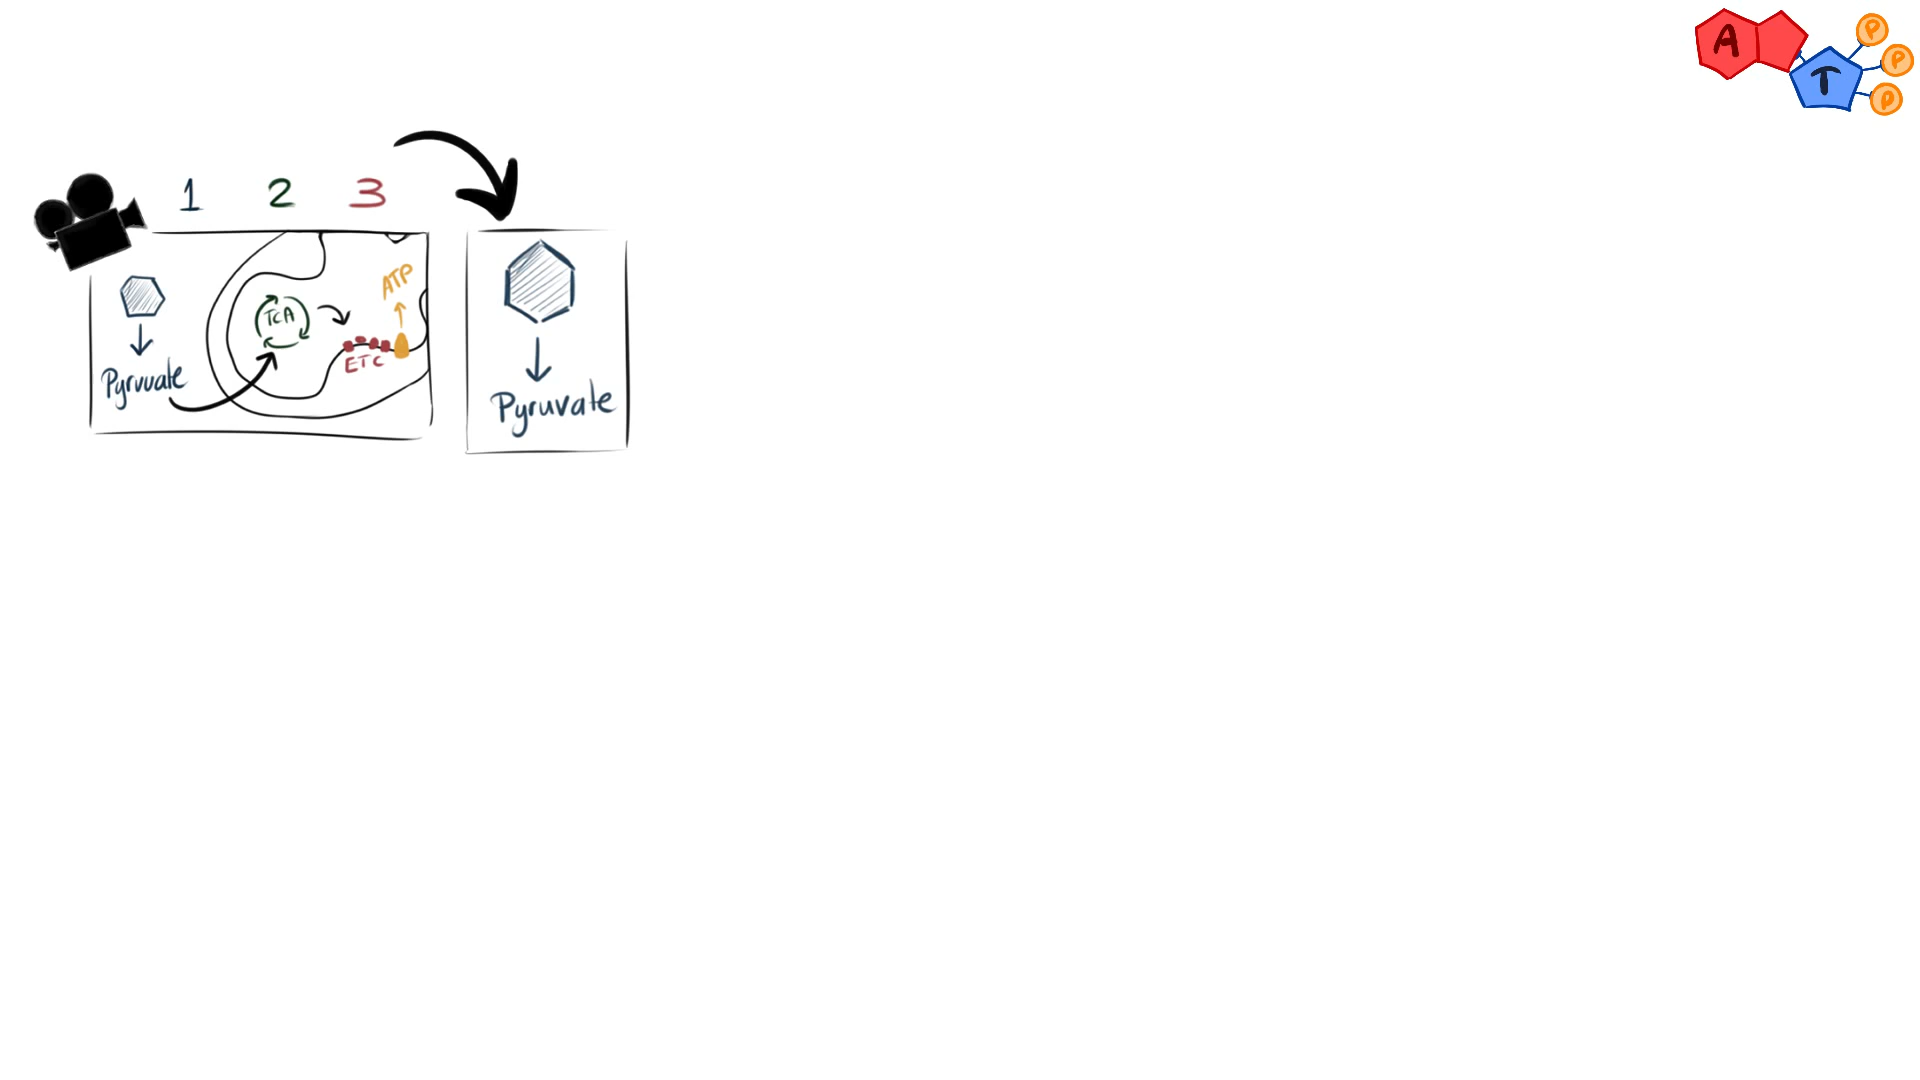 A T P P P
1 2 3
ATP
TCA
ETC
Pyruvate
Pyruvate